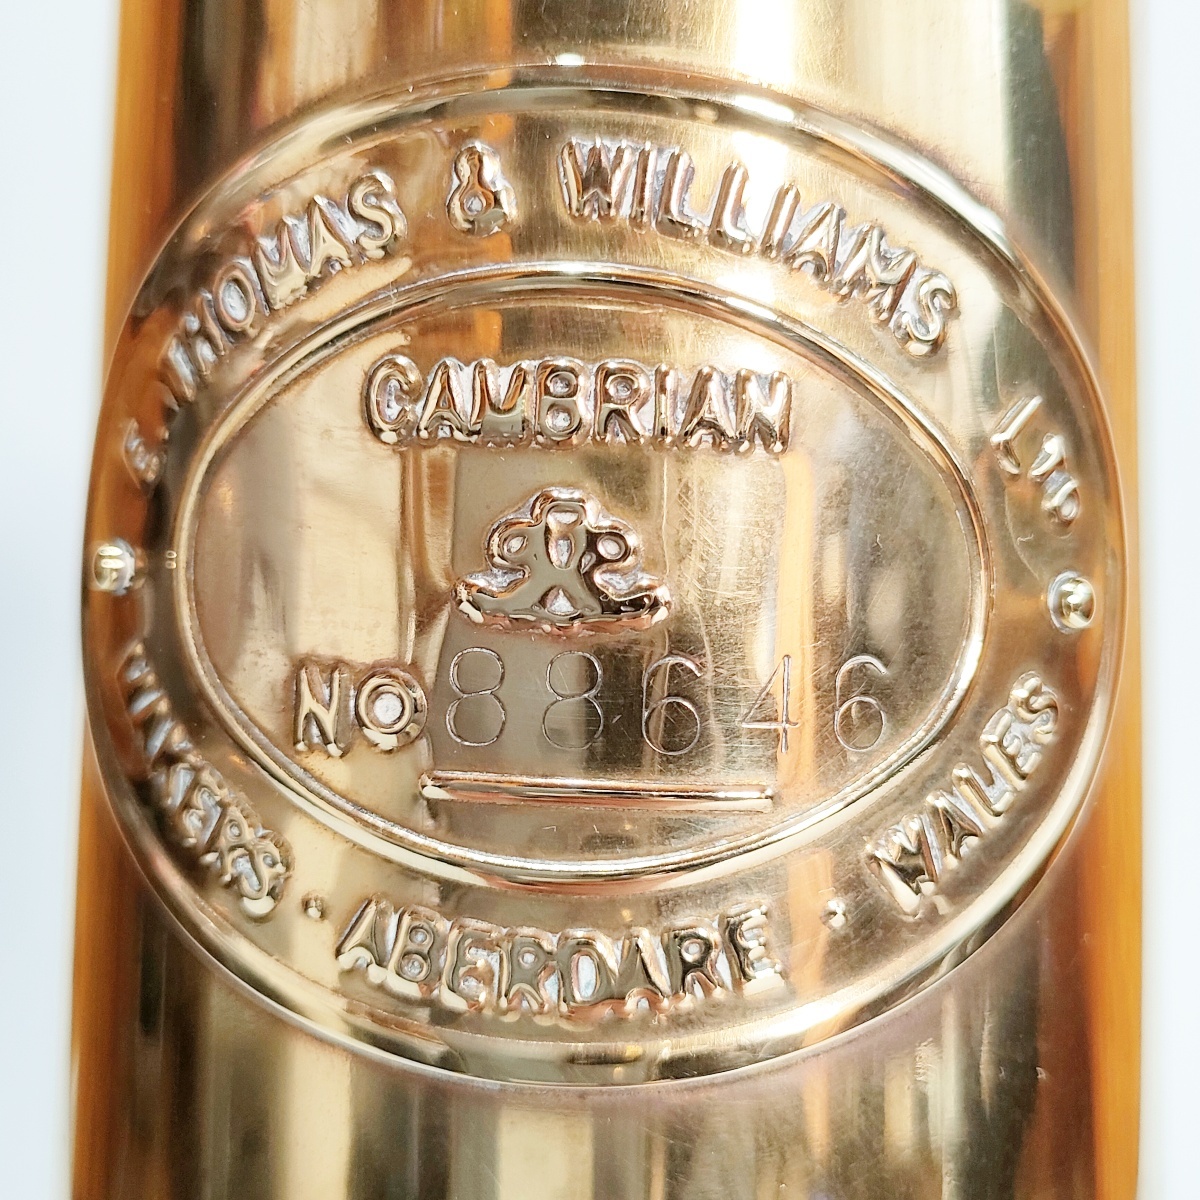 E. THOMAS & WILLIAMS LTD
CAMBRIAN
NO 88646
MAKERS · ABERDARE · WALES